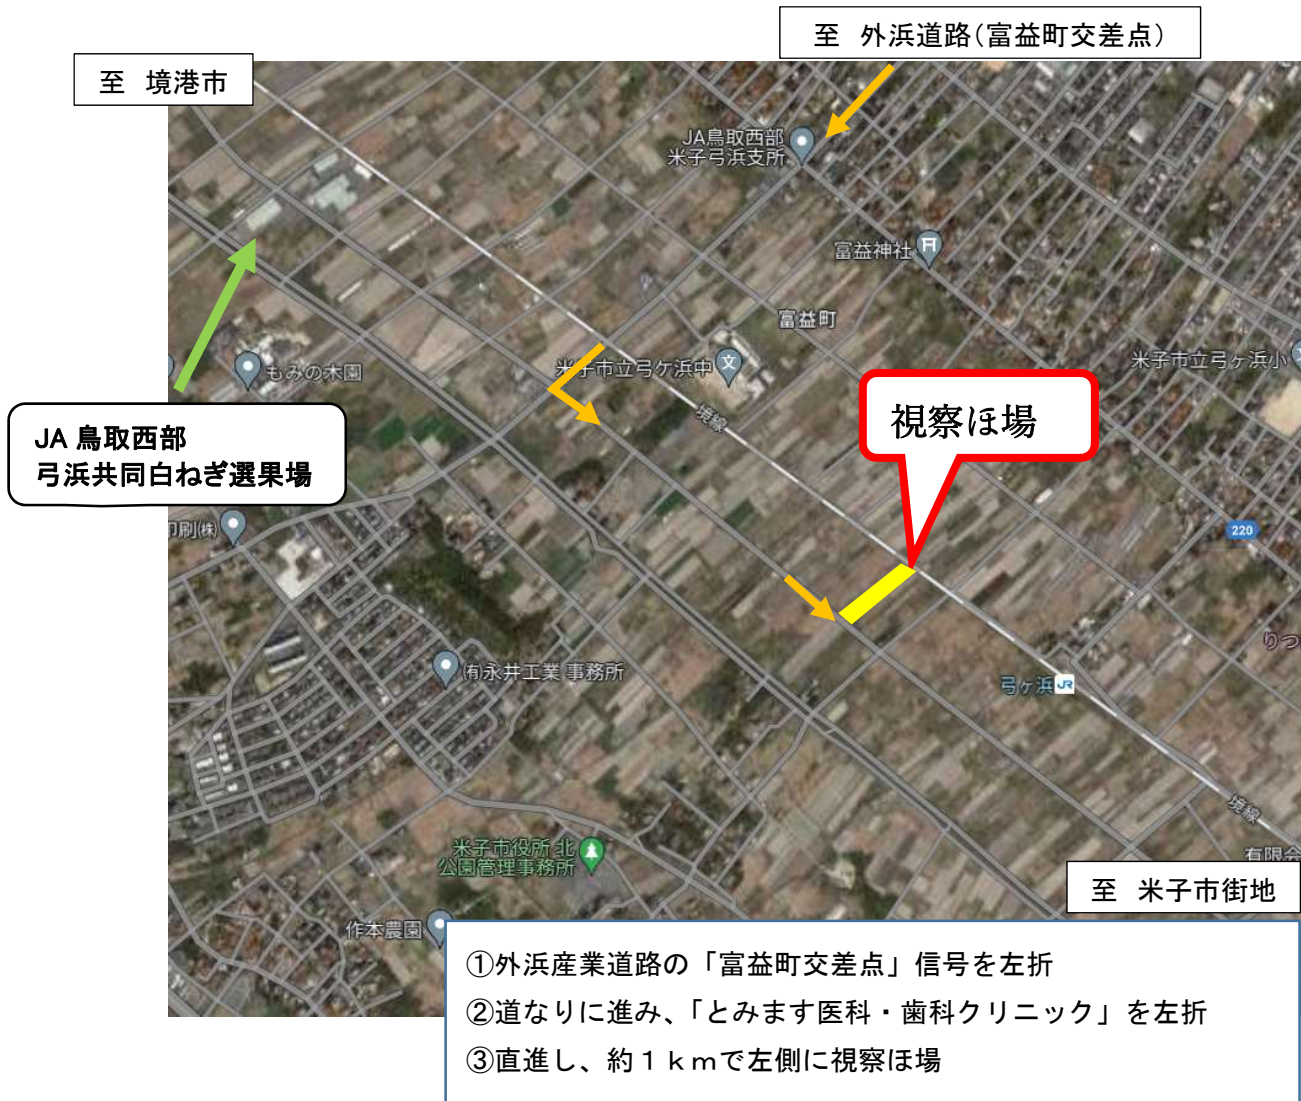 至 外浜道路(富益町交差点)
至 境港市
JA鳥取西部
米子弓浜支所
富益神社
富益町
米子市立弓ケ浜中
米子市立弓ヶ浜小
もみの木園
境線
視察ほ場
JA 鳥取西部
弓浜共同白ねぎ選果場
印刷(株)
220
りつ
(有)永井工業 事務所
弓ヶ浜
JR
境線
米子市役所 北
公園管理事務所
有限会
至 米子市街地
作本農園
①外浜産業道路の「富益町交差点」信号を左折
②道なりに進み、「とみます医科・歯科クリニック」を左折
③直進し、約1kmで左側に視察ほ場